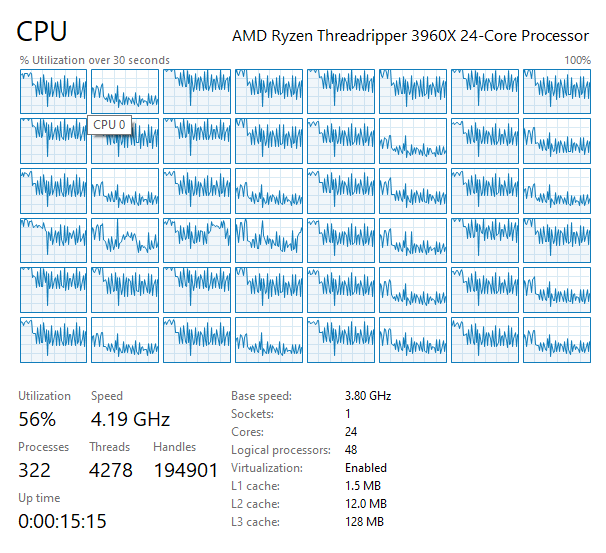 CPU
AMD Ryzen Threadripper 3960X 24-Core Processor
% Utilization over 30 seconds 100%
CPU 0
Utilization Speed
56% 4.19 GHz
Processes Threads Handles
322 4278 194901
Up time
0:00:15:15
Base speed: 3.80 GHz
Sockets: 1
Cores: 24
Logical processors: 48
Virtualization: Enabled
L1 cache: 1.5 MB
L2 cache: 12.0 MB
L3 cache: 128 MB